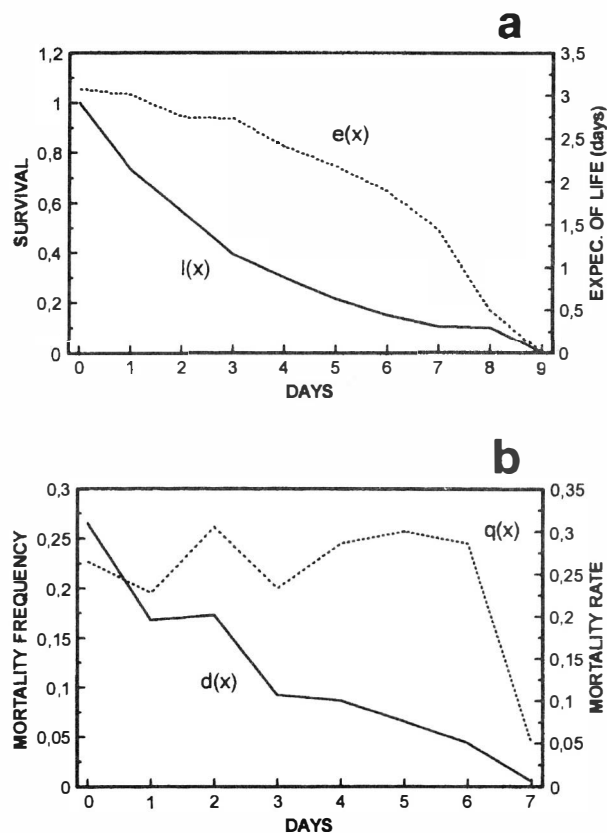 a
1,2
1
0,8
0,6
0,4
0,2
0
SURVIVAL
3,5
3
2,5
2
1,5
1
0,5
0
EXPEC. OF LIFE (days)
e(x)
l(x)
0 1 2 3 4 5 6 7 8 9
DAYS
b
0,3
0,25
0,2
0,15
0,1
0,05
0
MORTALITY FREQUENCY
0,35
0,3
0,25
0,2
0,15
0,1
0,05
0
MORTALITY RATE
q(x)
d(x)
0 1 2 3 4 5 6 7
DAYS